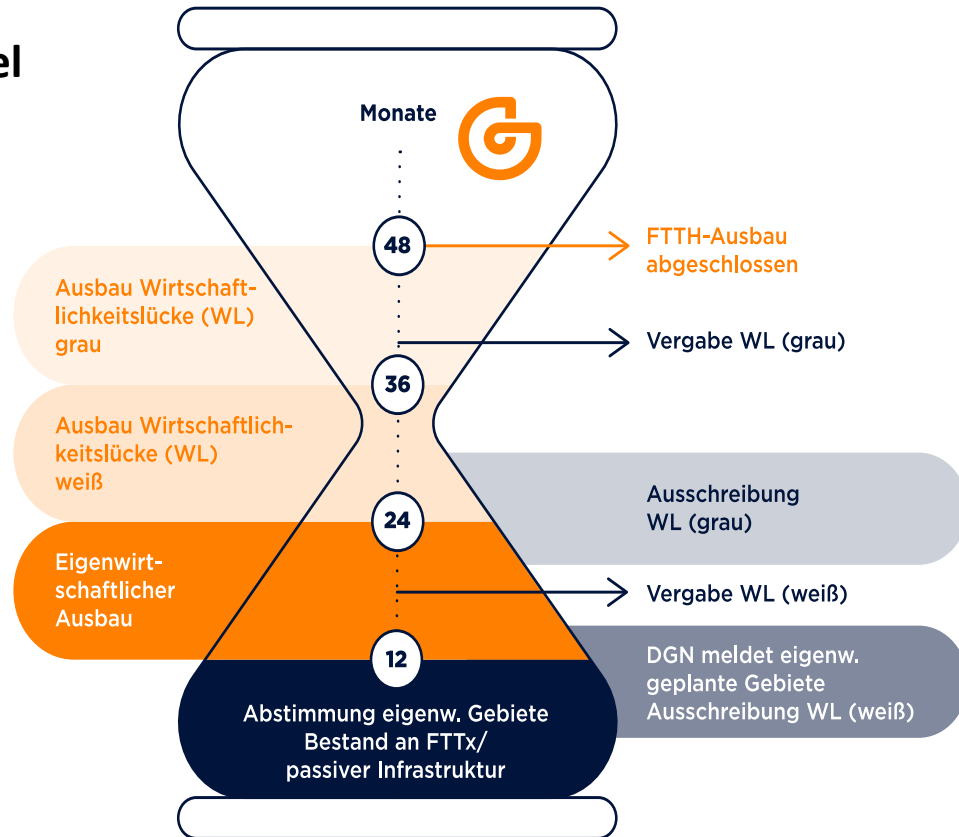 el
Monate
48
FTTH-Ausbau
abgeschlossen
Ausbau Wirtschaft-
lichkeitslücke (WL)
grau
Vergabe WL (grau)
36
Ausbau Wirtschaftlich-
keitslücke (WL)
weiß
Ausschreibung
WL (grau)
24
Eigenwirt-
schaftlicher
Ausbau
Vergabe WL (weiß)
12
DGN meldet eigenw.
geplante Gebiete
Ausschreibung WL (weiß)
Abstimmung eigenw. Gebiete
Bestand an FTTx/
passiver Infrastruktur